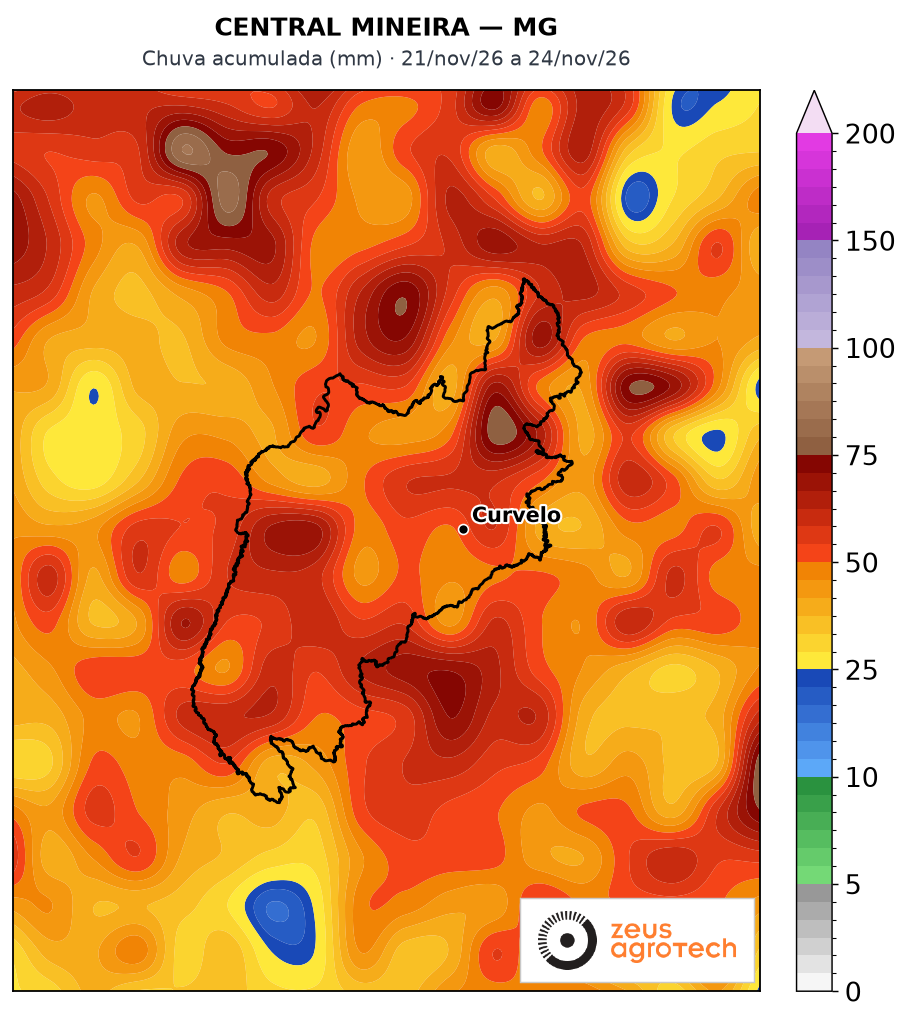 CENTRAL MINEIRA — MG
Chuva acumulada (mm) · 21/nov/26 a 24/nov/26
200
150
100
75
50
25
10
5
0
Curvelo
zeus
agrotech